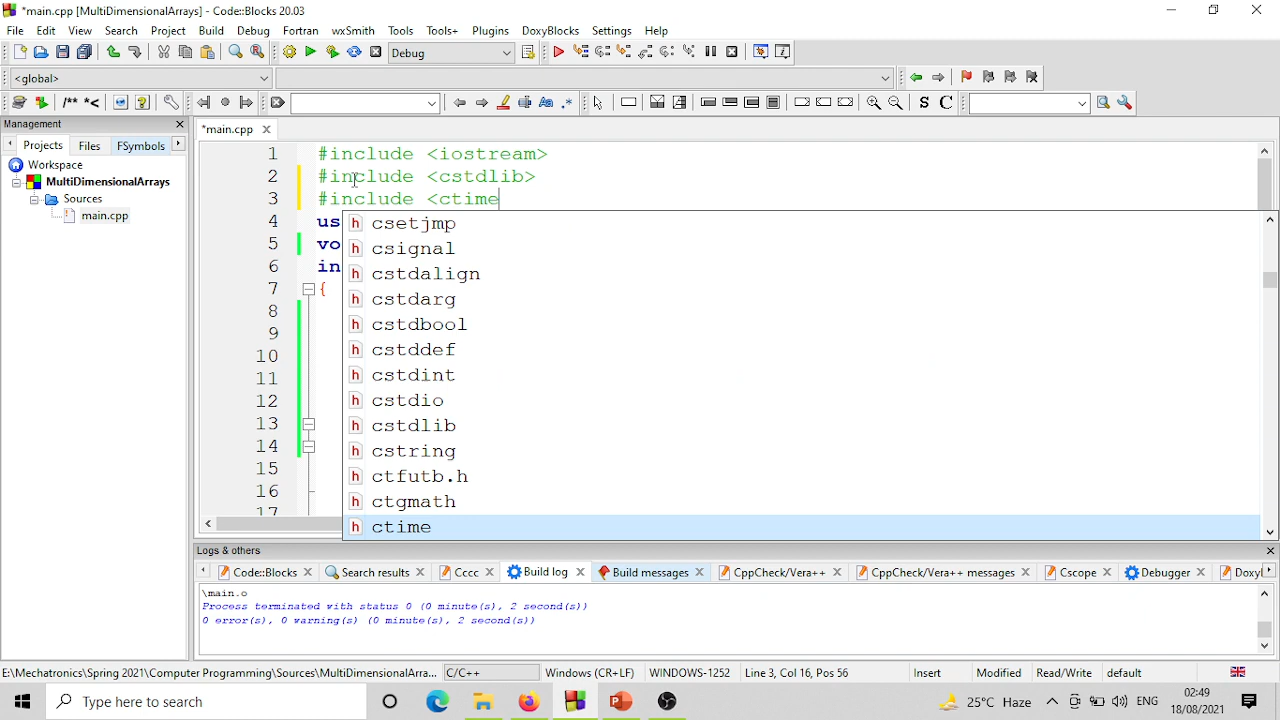 *main.cpp [MultiDimensionalArrays] - Code::Blocks 20.03
File Edit View Search Project Build Debug Fortran wxSmith Tools Tools+ Plugins DoxyBlocks Settings Help
Debug
<global>
/** *< Aa .* S C
Management
Projects Files FSymbols
Workspace
MultiDimensionalArrays
Sources
main.cpp
*main.cpp
1 #include <iostream>
2 #include <cstdlib>
3 #include <ctime
4 us
5 vo
6 in
7 {
8
9
10
11
12
13
14
15
16
17
csetjmp
csignal
cstdalign
cstdarg
cstdbool
cstddef
cstdint
cstdio
cstdlib
cstring
ctfutb.h
ctgmath
ctime
Logs & others
Code::Blocks Search results Cccc Build log Build messages CppCheck/Vera++ CppCheck/Vera++ messages Cscope Debugger Doxy
\main.o
Process terminated with status 0 (0 minute(s), 2 second(s))
0 error(s), 0 warning(s) (0 minute(s), 2 second(s))
E:\Mechatronics\Spring 2021\Computer Programming\Sources\MultiDimensionalArra... C/C++ Windows (CR+LF) WINDOWS-1252 Line 3, Col 16, Pos 56 Insert Modified Read/Write default
Type here to search
25°C Haze
ENG
02:49
18/08/2021